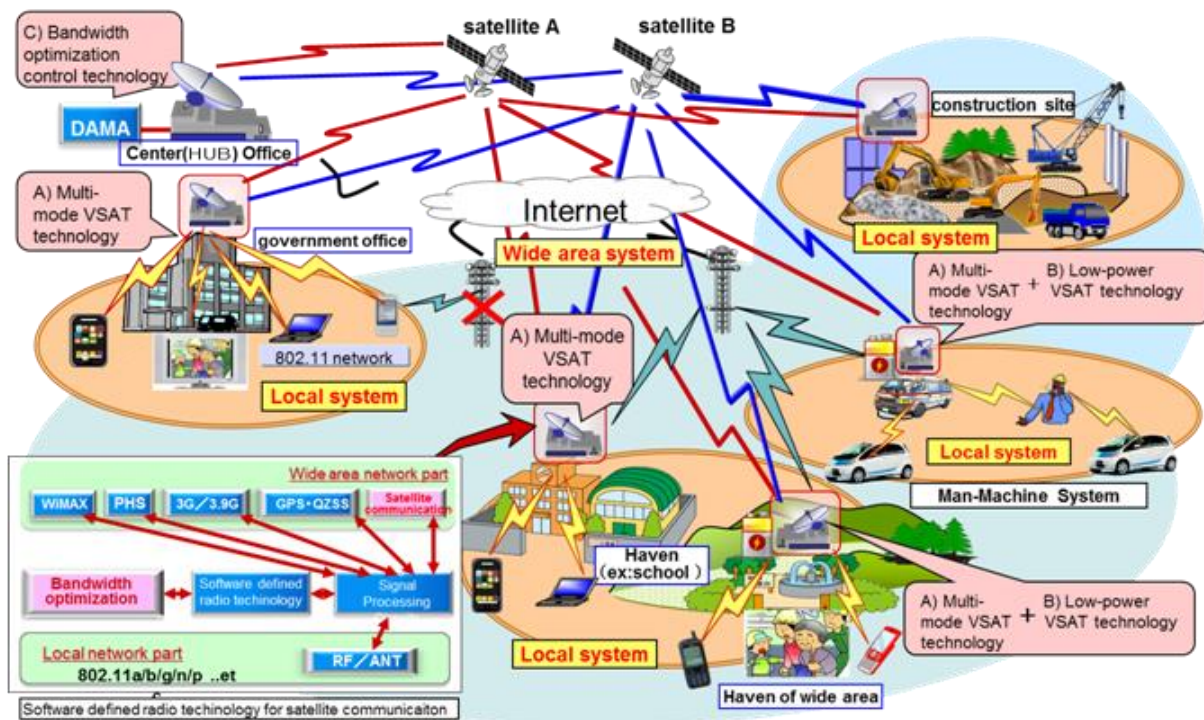 C) Bandwidth
optimization
control technology
satellite A
satellite B
DAMA
Center(HUB) Office
construction site
A) Multi-
mode VSAT
technology
government office
Internet
Wide area system
Local system
A) Multi-
mode VSAT
technology
+
B) Low-power
VSAT technology
802.11 network
Local system
A) Multi-mode
VSAT
technology
Local system
Man-Machine System
Wide area network part
WiMAX
PHS
3G/3.9G
GPS・QZSS
Satellite
communication
Bandwidth
optimization
Software defined
radio techinology
Signal
Processing
Local network part
802.11a/b/g/n/p ..et
RF/ANT
Software defined radio techinology for satellite communicaiton
Haven
(ex:school)
Local system
Haven of wide area
A) Multi-
mode VSAT
technology
+
B) Low-power
VSAT technology